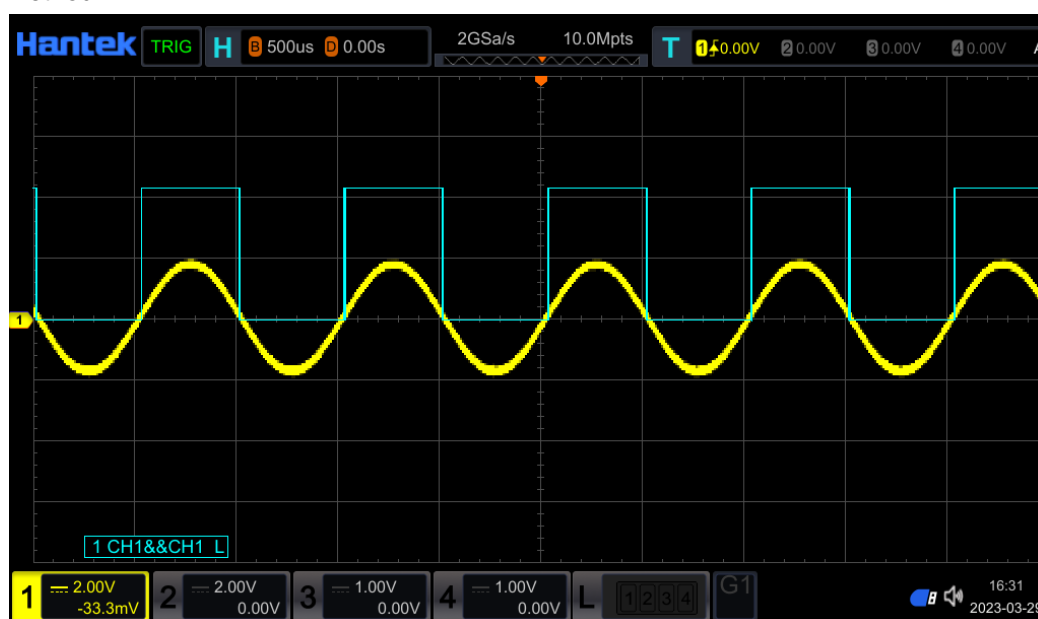 Hantek TRIG H B 500us D 0.00s 2GSa/s 10.0Mpts T 1 0.00V 2 0.00V 3 0.00V 4 0.00V A
1
1 CH1&&CH1 L
1 2.00V -33.3mV 2 2.00V 0.00V 3 1.00V 0.00V 4 1.00V 0.00V L 1 2 3 4 G1 16:31
2023-03-29